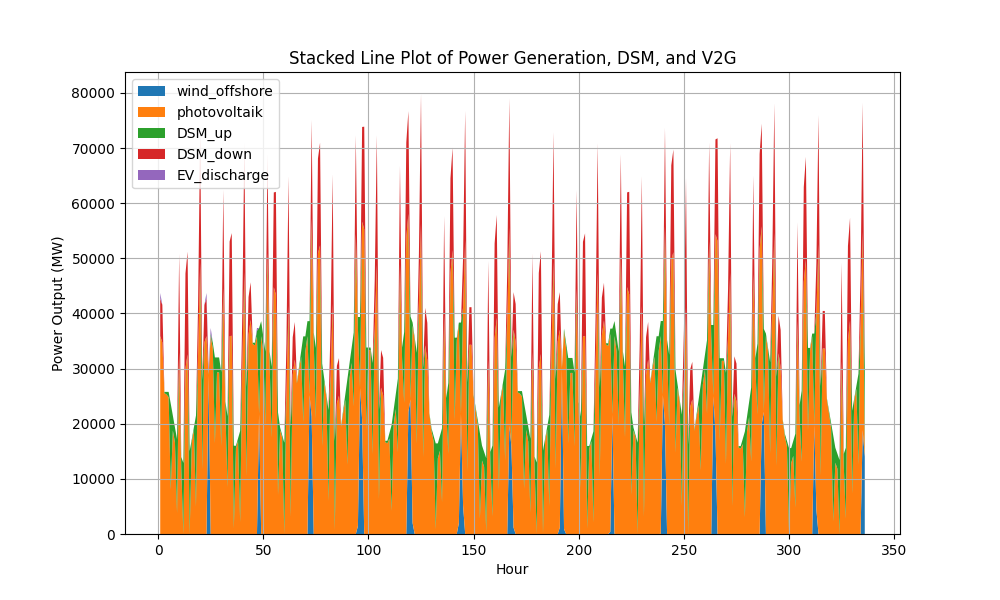 Stacked Line Plot of Power Generation, DSM, and V2G
wind_offshore
photovoltaik
DSM_up
DSM_down
EV_discharge
Power Output (MW)
80000
70000
60000
50000
40000
30000
20000
10000
0
0 50 100 150 200 250 300 350
Hour